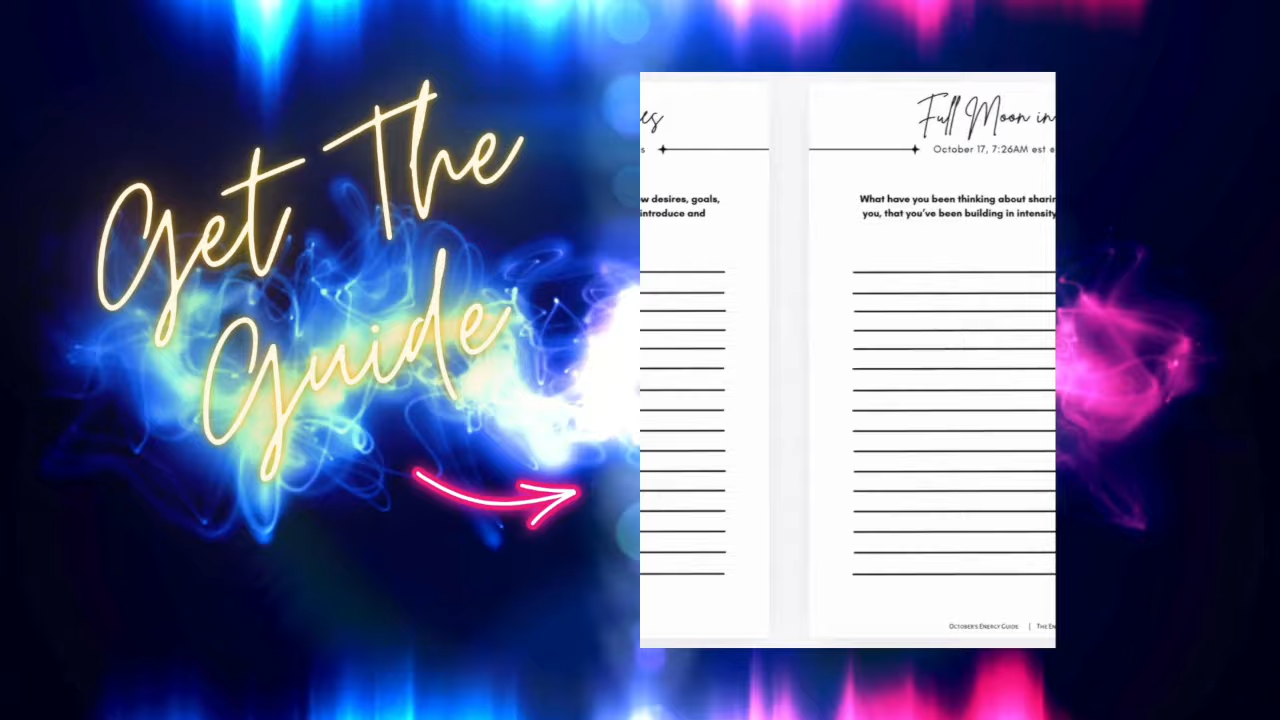 Get The
Guide
es
s
w desires, goals,
introduce and
Full Moon in
October 17, 7:26AM est
What have you been thinking about sharin
you, that you've been building in intensity
October's Energy Guide | The En